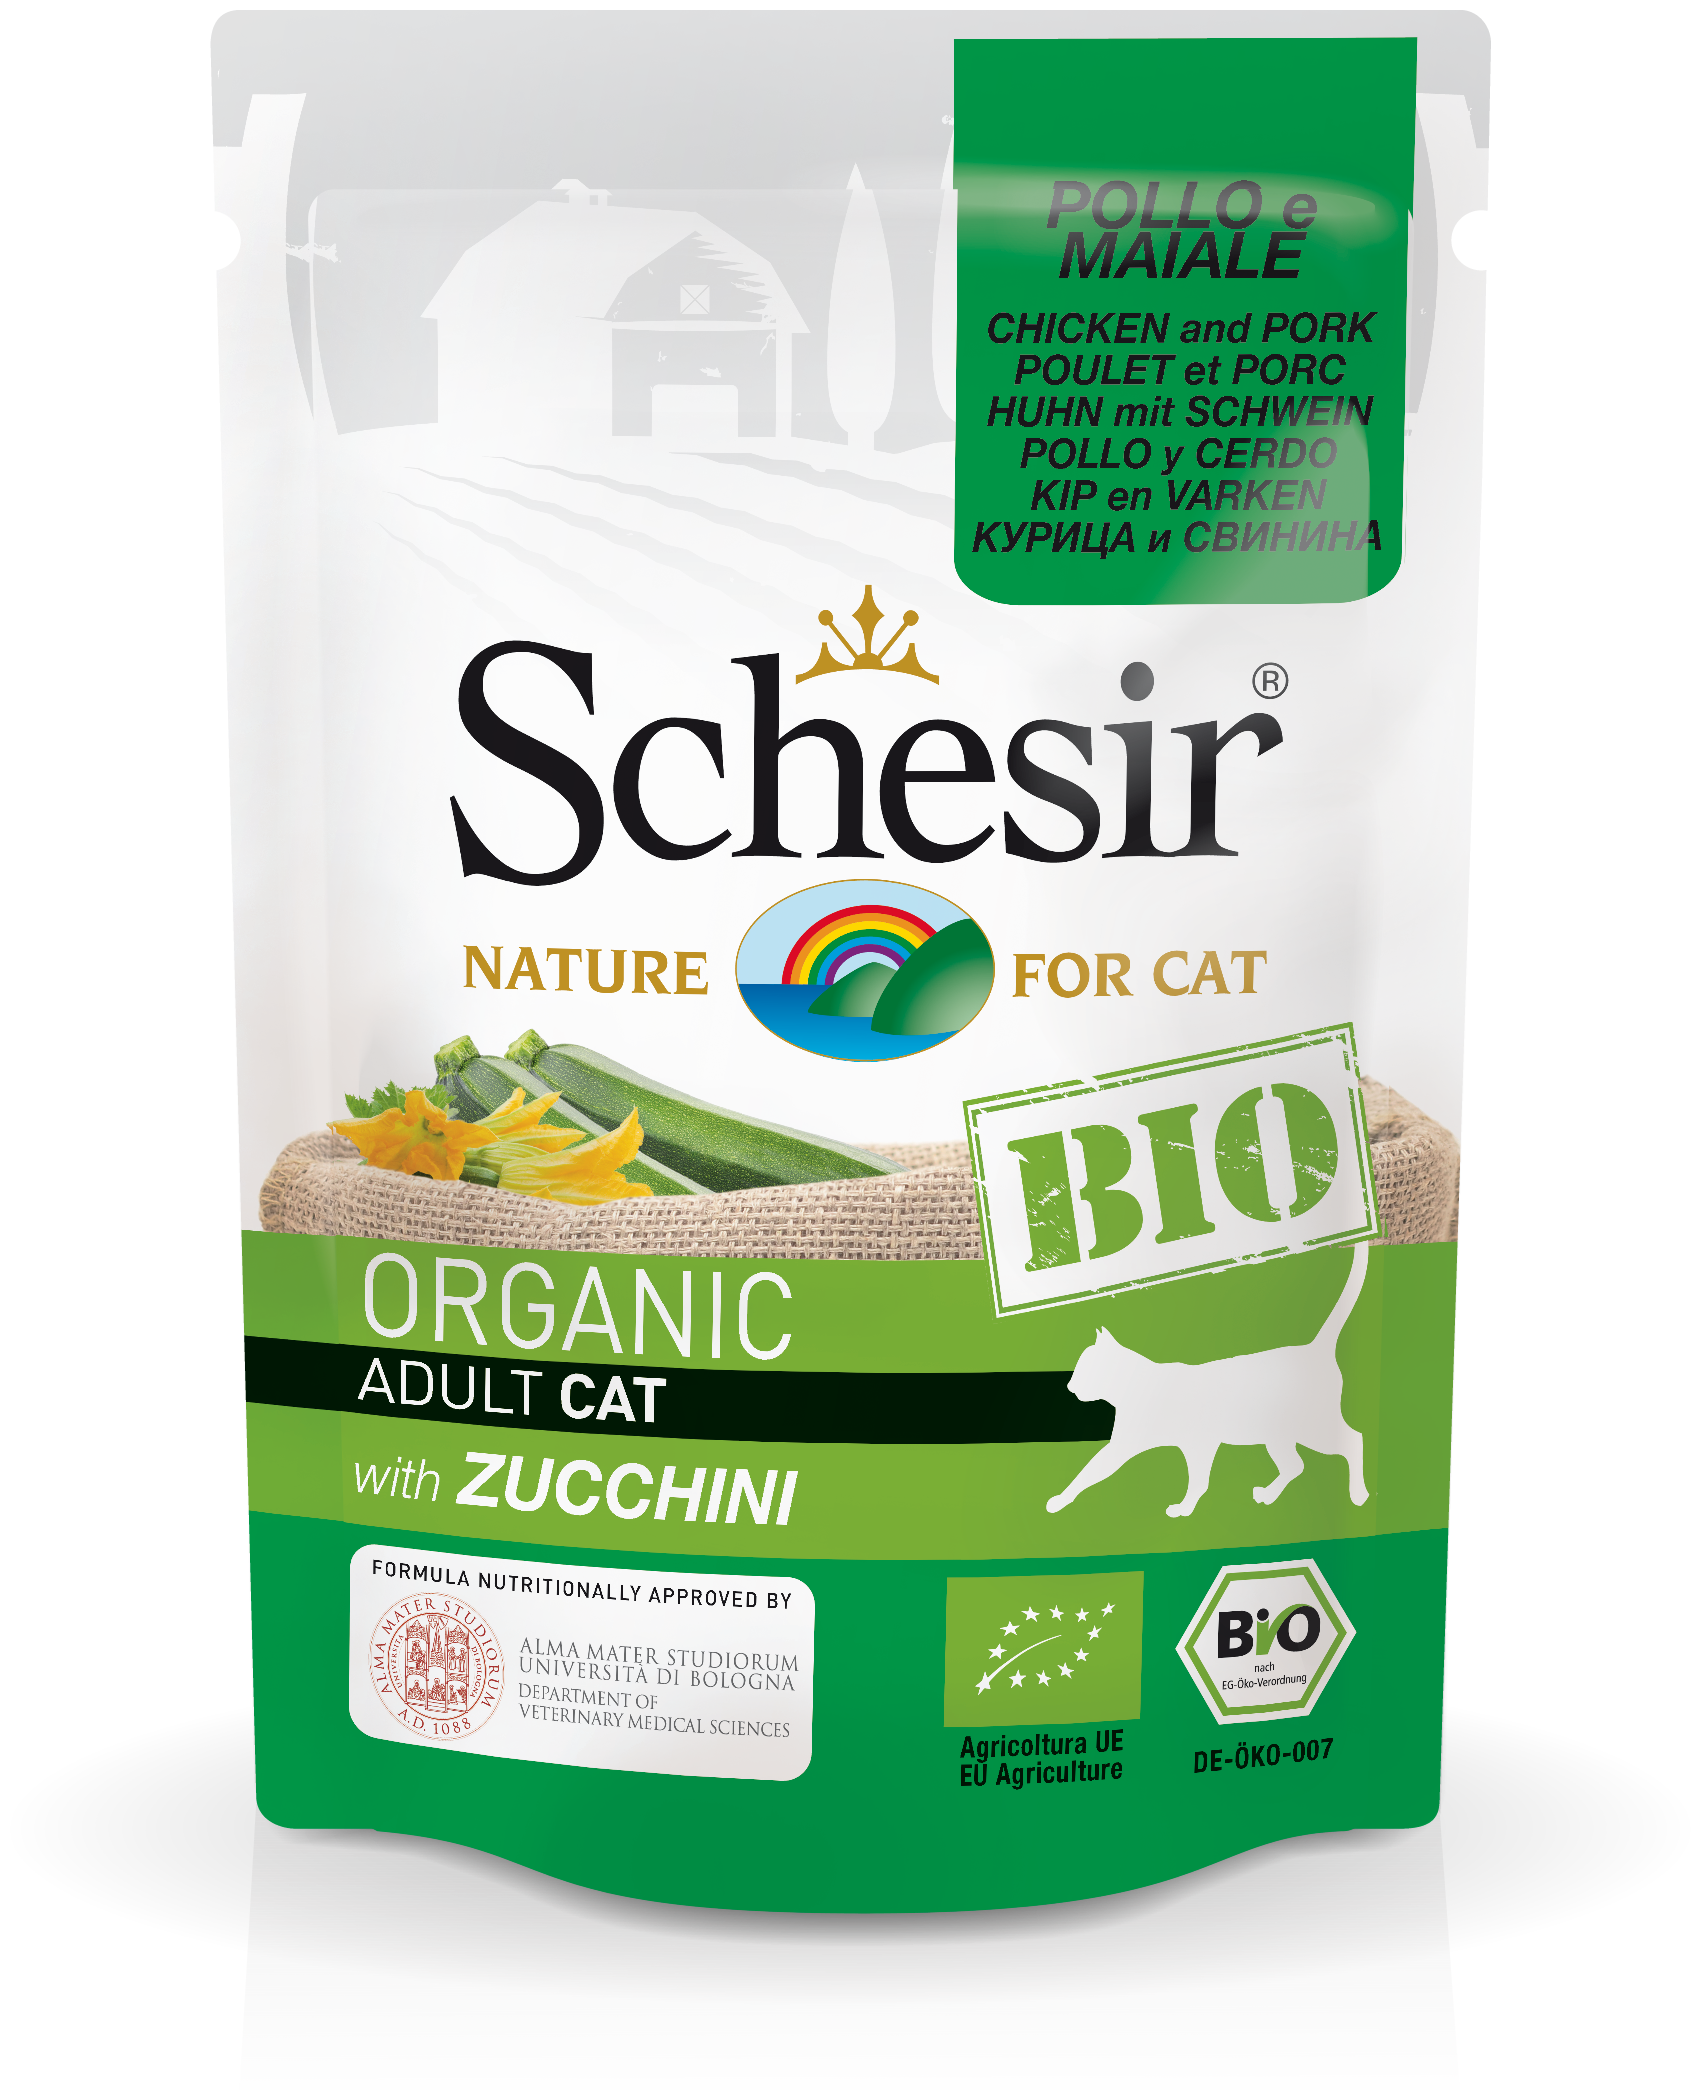 POLLO e
MAIALE
CHICKEN and PORK
POULET et PORC
HUHN mit SCHWEIN
POLLO y CERDO
KIP en VARKEN
КУРИЦА и СВИНИНА
Schesir®
NATURE FOR CAT
BIO
ORGANIC
ADULT CAT
with ZUCCHINI
FORMULA NUTRITIONALLY APPROVED BY
ALMA MATER STUDIORUM
UNIVERSITÀ DI BOLOGNA
A.D. 1088
ALMA MATER STUDIORUM
UNIVERSITÀ DI BOLOGNA
DEPARTMENT OF
VETERINARY MEDICAL SCIENCES
Agricoltura UE
EU Agriculture
BiO
nach
EG-Öko-Verordnung
DE-ÖKO-007